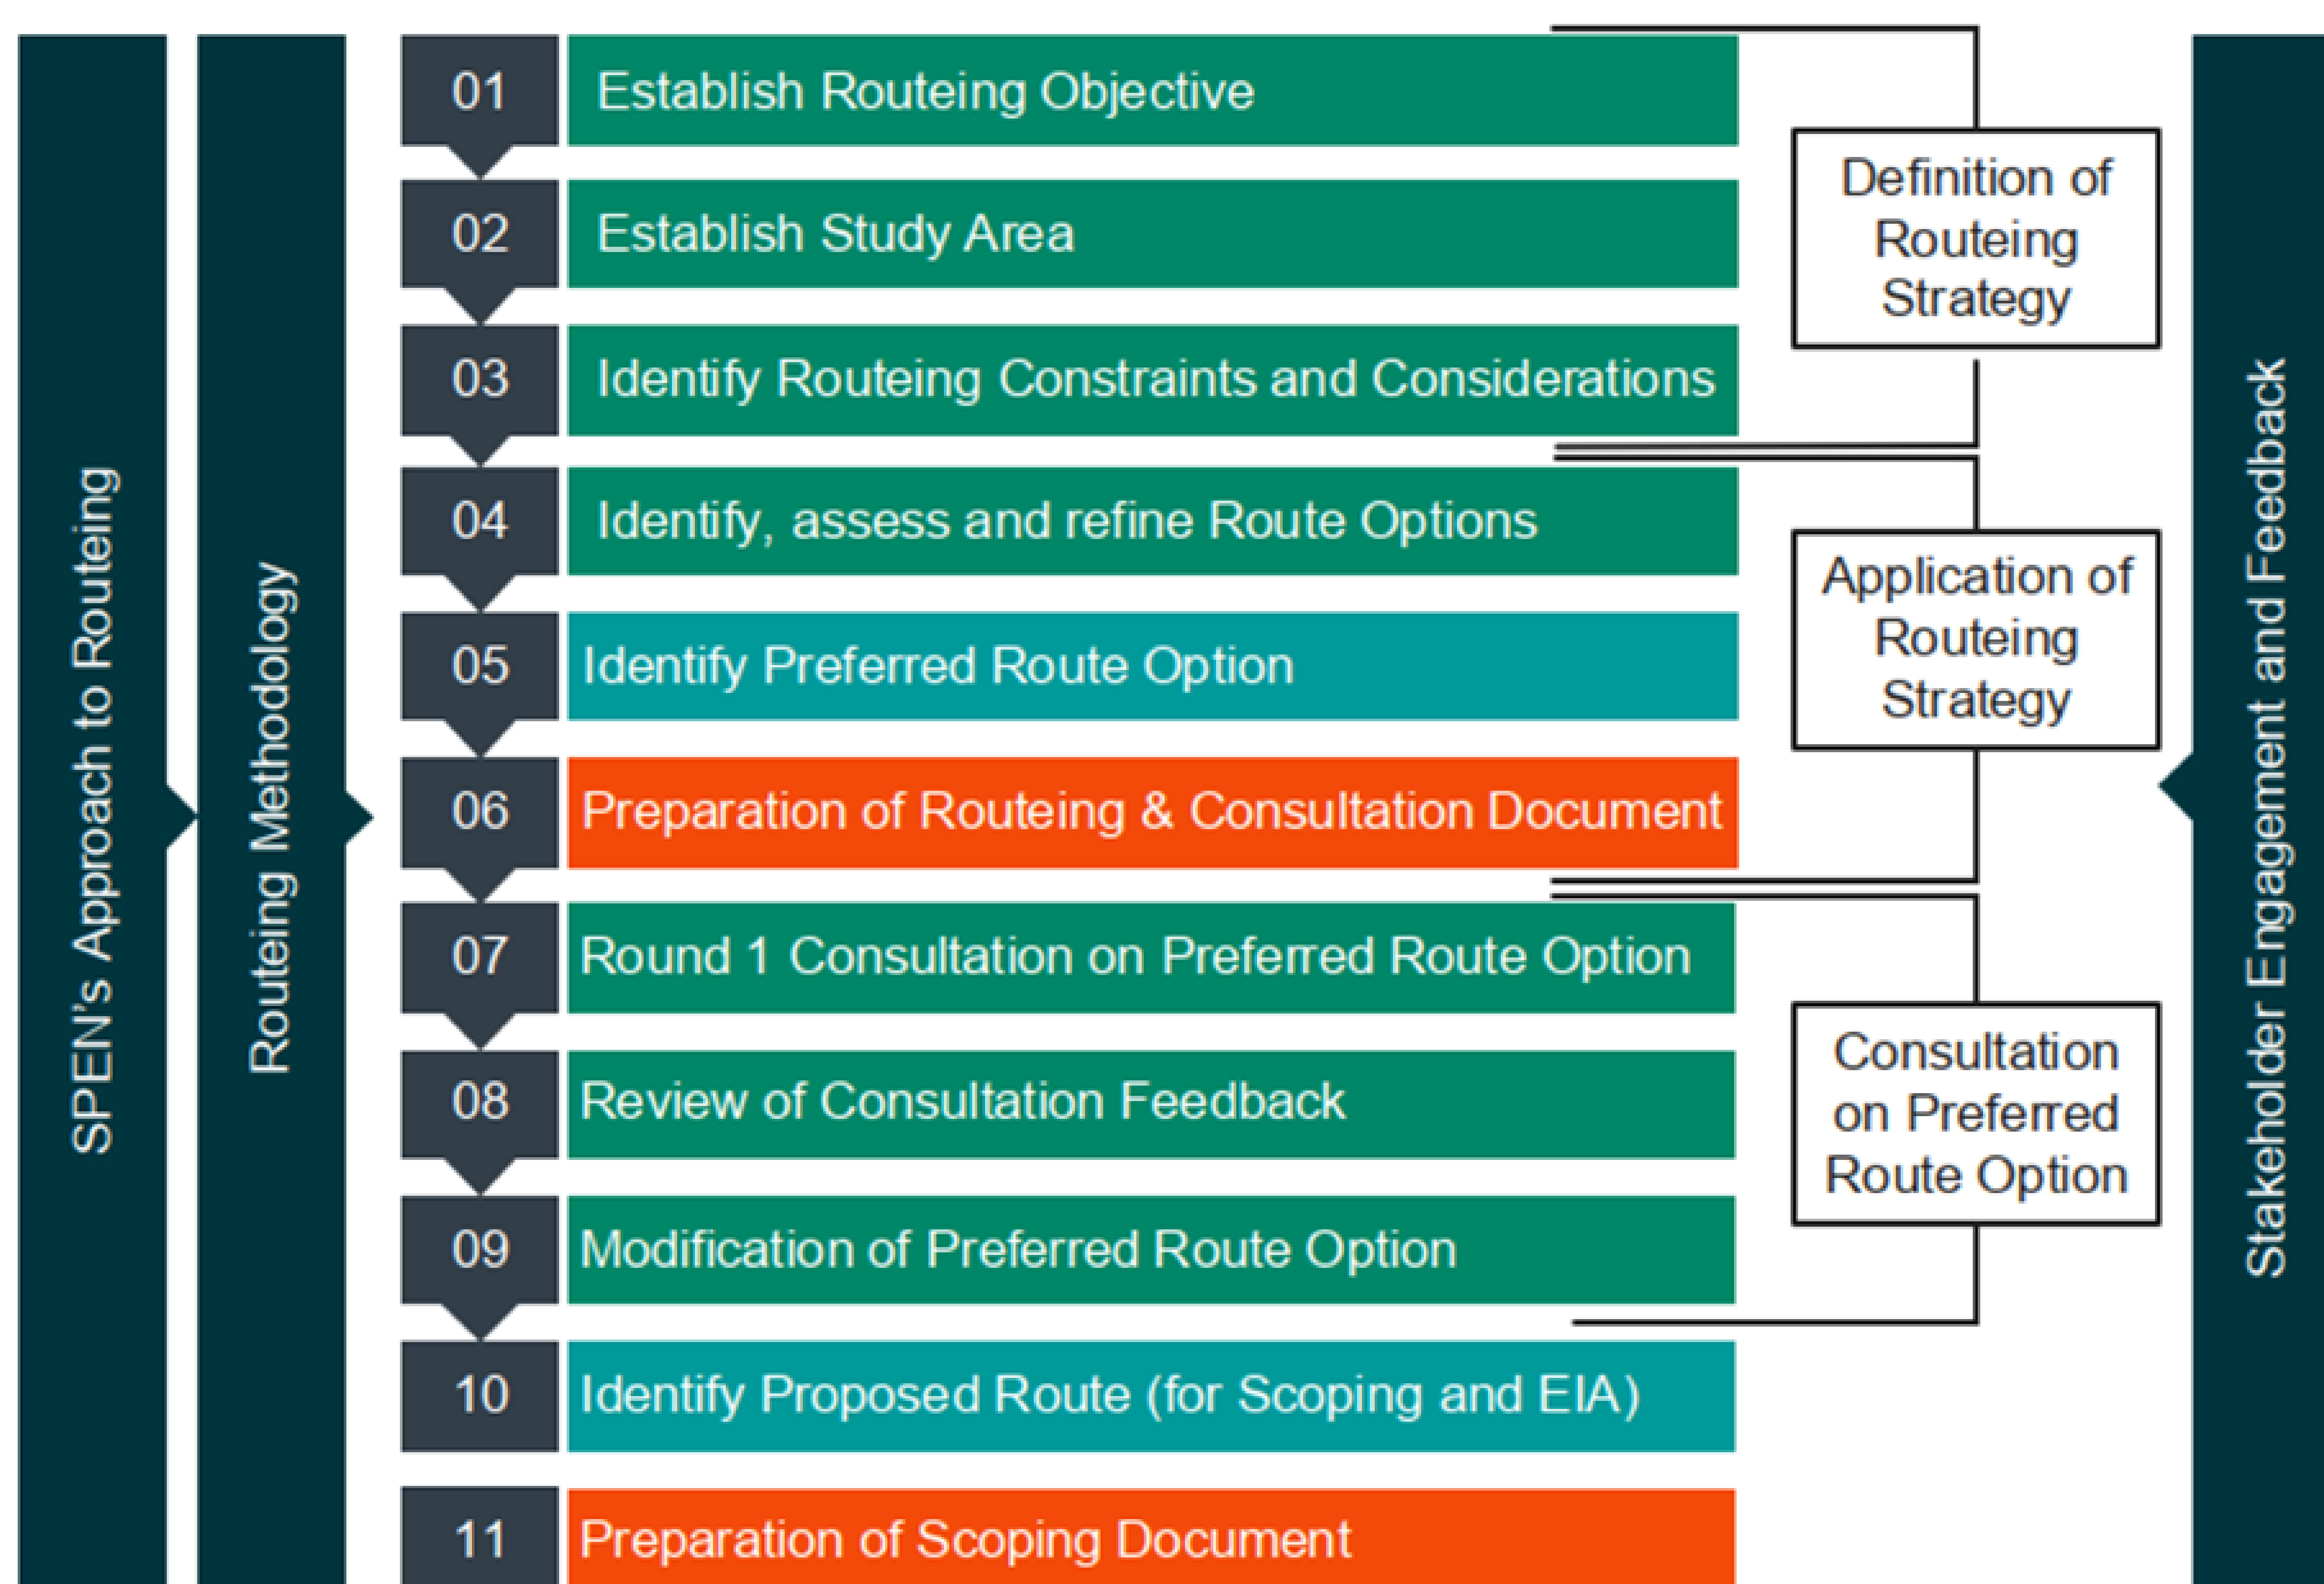 SPEN's Approach to Routeing
Routeing Methodology
01
Establish Routeing Objective
02
Establish Study Area
03
Identify Routeing Constraints and Considerations
04
Identify, assess and refine Route Options
05
Identify Preferred Route Option
06
Preparation of Routeing & Consultation Document
07
Round 1 Consultation on Preferred Route Option
08
Review of Consultation Feedback
09
Modification of Preferred Route Option
10
Identify Proposed Route (for Scoping and EIA)
11
Preparation of Scoping Document
Definition of
Routeing
Strategy
Application of
Routeing
Strategy
Consultation
on Preferred
Route Option
Stakeholder Engagement and Feedback